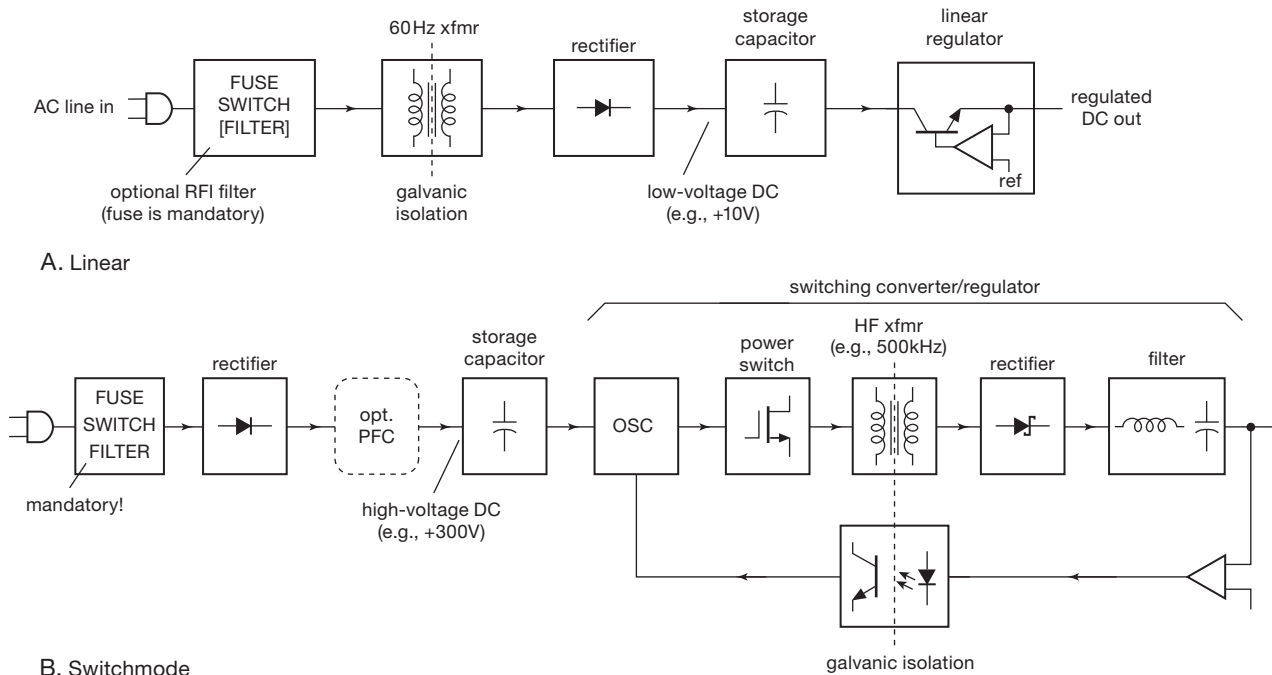 60Hz xfmr
rectifier
storage
capacitor
linear
regulator
AC line in
FUSE
SWITCH
[FILTER]
regulated
DC out
ref
optional RFI filter
(fuse is mandatory)
galvanic
isolation
low-voltage DC
(e.g., +10V)
A. Linear
switching converter/regulator
rectifier
storage
capacitor
power
switch
HF xfmr
(e.g., 500kHz)
rectifier
filter
FUSE
SWITCH
FILTER
opt.
PFC
OSC
mandatory!
high-voltage DC
(e.g., +300V)
galvanic isolation
B. Switchmode